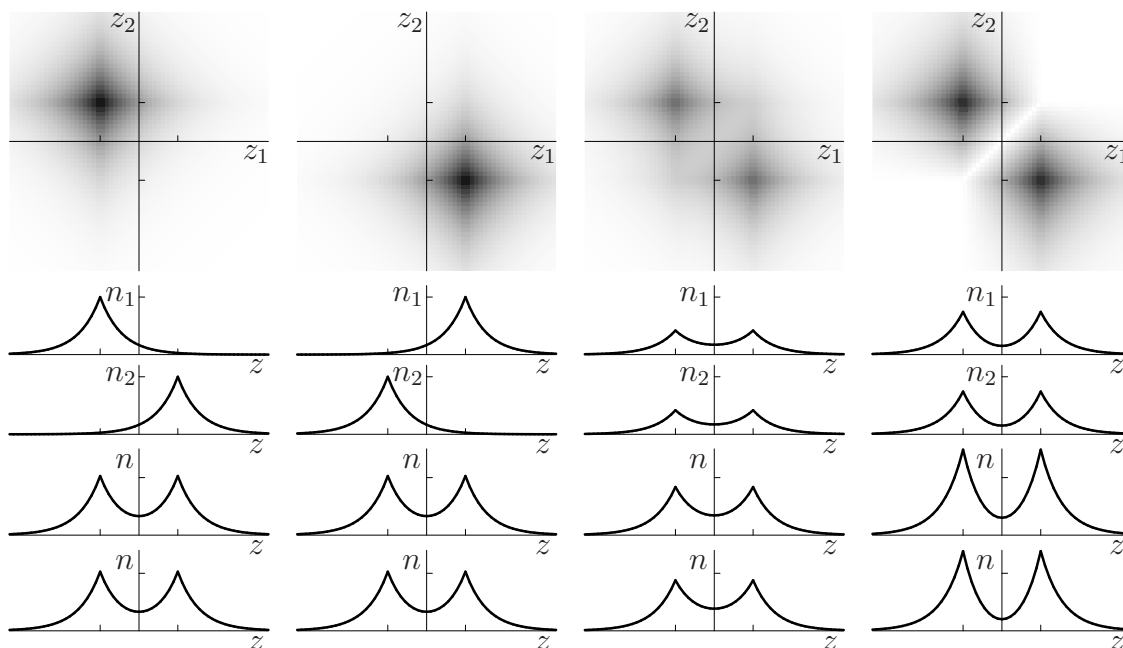 z₂ z₂ z₂ z₂
z₁ z₁ z₁ z₁
n₁ n₁ n₁ n₁
z z z z
n₂ n₂ n₂ n₂
z z z z
n n n n
z z z z
n n n n
z z z z